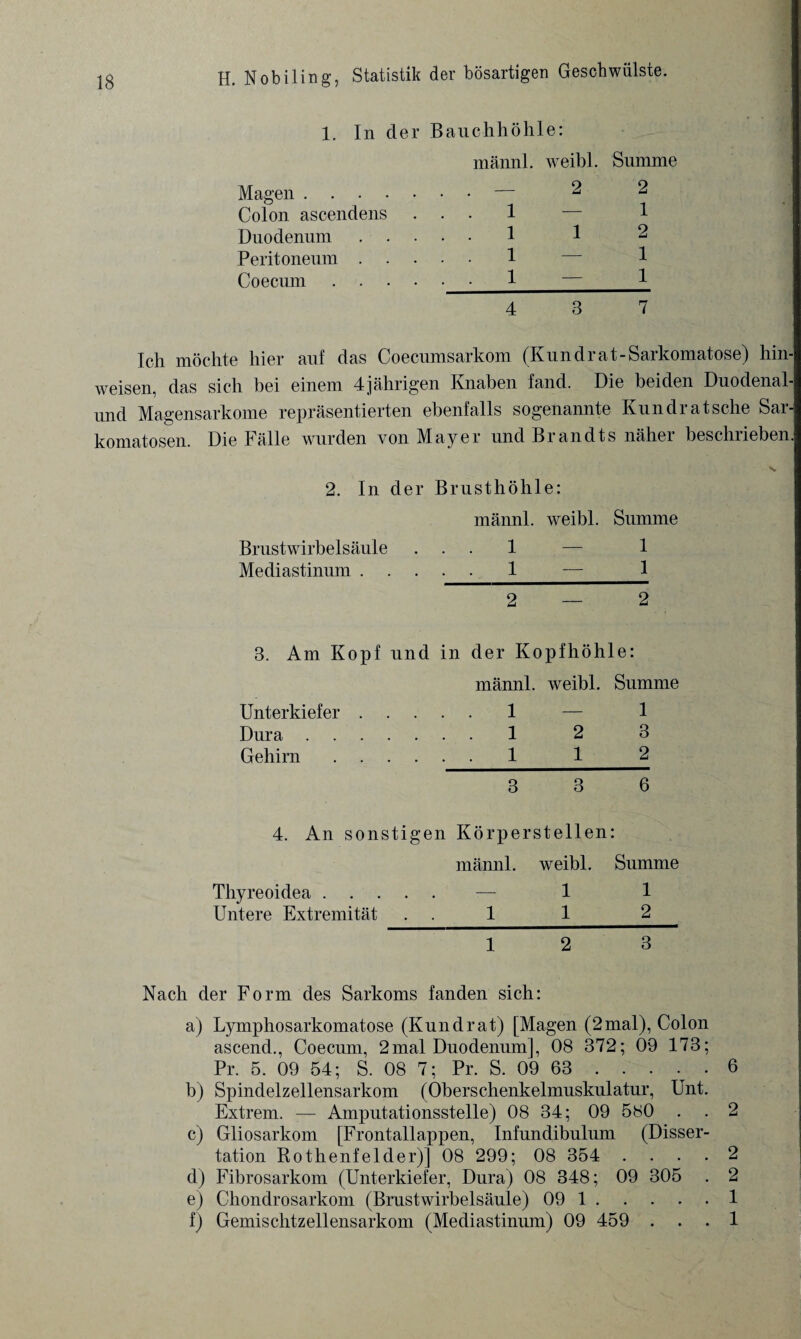 18
H. Nobiling, Statistik der bösartigen Geschwülste.
1. In der Bauchhöhle:
männl. weibl. Summe
Magen . . . . . . . — 2 2
Colon ascendens . . . 1 — 1
Duodenum . . . . . 1 1 2
Peritoneum . . . . . 1 — 1
Coecum . . . . . . 1 — 1
4 3 7
Ich möchte hier auf das Coecumsarkom (Kundrat-Sarkomatose) hin-
weisen, das sich bei einem 4jährigen Knaben fand. Die beiden Duodenal-
und Magensarkome repräsentierten ebenfalls sogenannte Kundratsche Sar-
komatosen. Die Fälle wurden von Mayer und Brandts näher beschrieben.
2. In der Brusthöhle:
männl. weibl. Summe
Brustwirbelsäule . . . 1 — 1
Mediastinum . . . . . 1 — 1
2 — 2
3. Am Kopf und in der Kopfhöhle:
männl. weibl. Summe
Unterkiefer . . . . . 1 — 1
Dura . . . . . . . 1 2 3
Gehirn . . . . . . 1 1 2
3 3 6
4. An sonstigen Körperstellen:
männl. weibl. Summe
Thyreoidea . . . . . — 1 1
Untere Extremität . . 1 1 2
1 2 3
Nach der Form des Sarkoms fanden sich:
a) Lymphosarkomatose (Kundrat) [Magen (2mal), Colon
ascend., Coecum, 2mal Duodenum], 08 372; 09 173;
Pr. 5. 09 54; S. 08 7; Pr. S. 09 63 . . . . . 6
b) Spindelzellensarkom (Oberschenkelmuskulatur, Unt.
Extrem. — Amputationsstelle) 08 34; 09 580 . . 2
c) Gliosarkom [Frontallappen, Infundibulum (Disser-
tation Rothenfelder)] 08 299; 08 354 . . . . 2
d) Fibrosarkom (Unterkiefer, Dura) 08 348; 09 305 . 2
e) Chondrosarkom (Brustwirbelsäule) 09 1 . . . . . 1
f) Gemischtzellensarkom (Mediastinum) 09 459 . . . 1